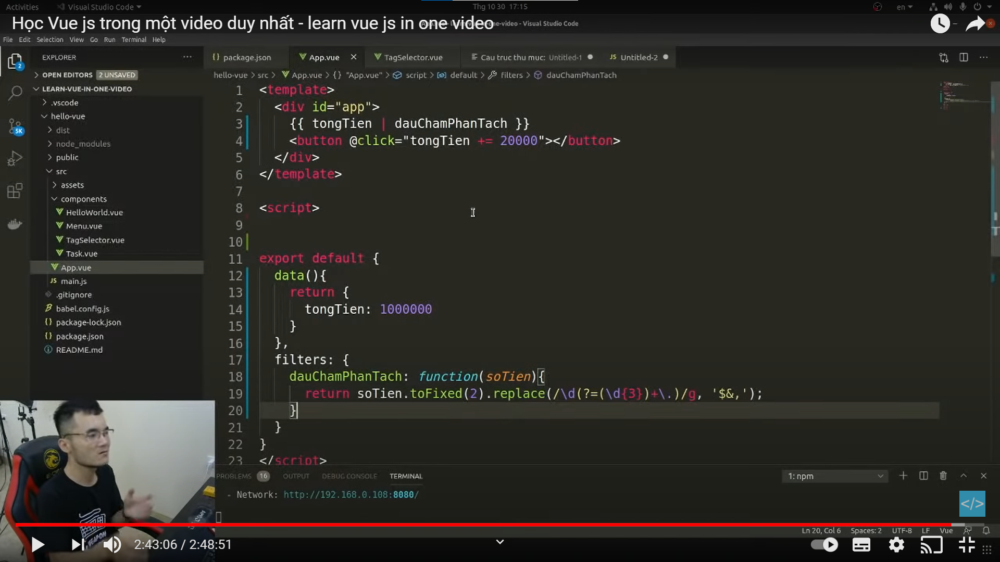 Activities
Visual Studio Code
Thg 10 30 17:15
en
Học Vue js trong một video duy nhất - learn vue js in one video
File Edit Selection View Go Run Terminal Help
EXPLORER
package.json
App.vue
TagSelector.vue
Cau truc thu muc: Untitled-1
JS Untitled-2
OPEN EDITORS 2 UNSAVED
hello-vue > src > App.vue > {} "App.vue" > script > default > filters > dauChamPhanTach
LEARN-VUE-IN-ONE-VIDEO
.vscode
hello-vue
dist
node_modules
public
src
assets
components
HelloWorld.vue
Menu.vue
TagSelector.vue
Task.vue
App.vue
JS main.js
.gitignore
babel.config.js
{} package-lock.json
{} package.json
README.md
2
5K
1 <template>
2 <div id="app">
3 {{ tongTien | dauChamPhanTach }}
4 <button @click="tongTien += 20000"></button>
5 </div>
6 </template>
7
8 <script>
9
10
11 export default {
12 data(){
13 return {
14 tongTien: 1000000
15 }
16 },
17 filters: {
18 dauChamPhanTach: function(soTien){
19 return soTien.toFixed(2).replace(/\d(?=(\d{3})+\.)/g, '$&,');
20 }
21 }
22 }
23 </script>
PROBLEMS 16 OUTPUT DEBUG CONSOLE TERMINAL
1: npm
- Network: http://192.168.0.108:8080/
</>
Ln 20, Col 6 Spaces: 2 UTF-8 LF Vue
2:43:06 / 2:48:51